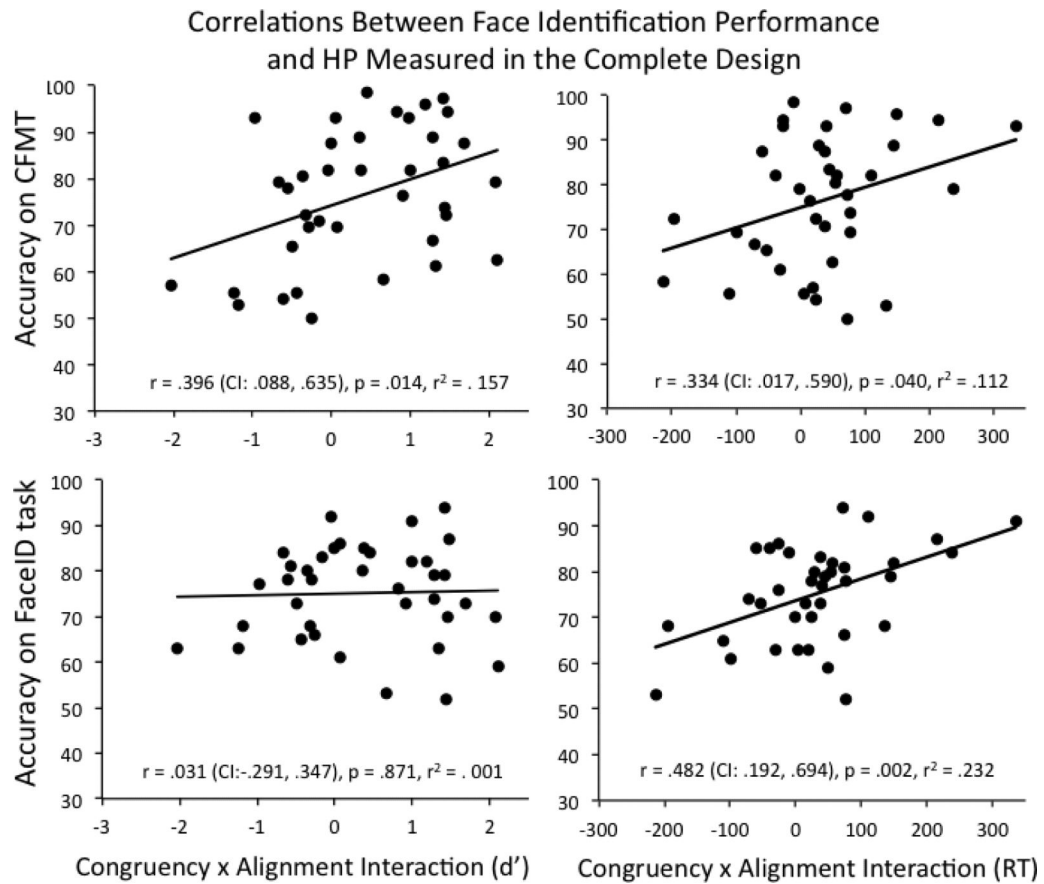 Correlations Between Face Identification Performance
and HP Measured in the Complete Design
Accuracy on CFMT
100
90
80
70
60
50
40
30
r = .396 (CI: .088, .635), p = .014, r² = . 157
-3 -2 -1 0 1 2
100
90
80
70
60
50
40
30
r = .334 (CI: .017, .590), p = .040, r² = .112
-300 -200 -100 0 100 200 300
Accuracy on FaceID task
100
90
80
70
60
50
40
30
r = .031 (CI:-.291, .347), p = .871, r² = . 001
-3 -2 -1 0 1 2
Congruency x Alignment Interaction (d’)
100
90
80
70
60
50
40
30
r = .482 (CI: .192, .694), p = .002, r² = .232
-300 -200 -100 0 100 200 300
Congruency x Alignment Interaction (RT)